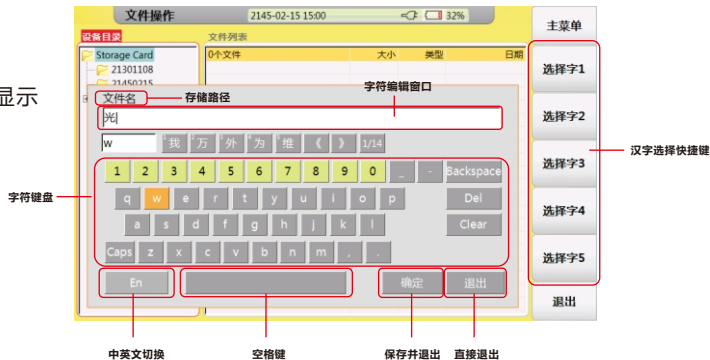 文件操作 2145-02-15 15:00 32% 主菜单
设备目录 文件列表
Storage Card 0个文件 大小 类型 日期
21301108 选择字1
21450215
显示
字符编辑窗口
文件名 存储路径
光 选择字2
w 我 万 外 为 维 《 》 1/14
汉字选择快捷键
1 2 3 4 5 6 7 8 9 0 _ - Backspace 选择字3
字符键盘
q w e r t y u i o p Del
a s d f g h j k l Clear 选择字4
Caps z x c v b n m , . 选择字5
En 确定 退出
退出
中英文切换 空格键 保存并退出 直接退出